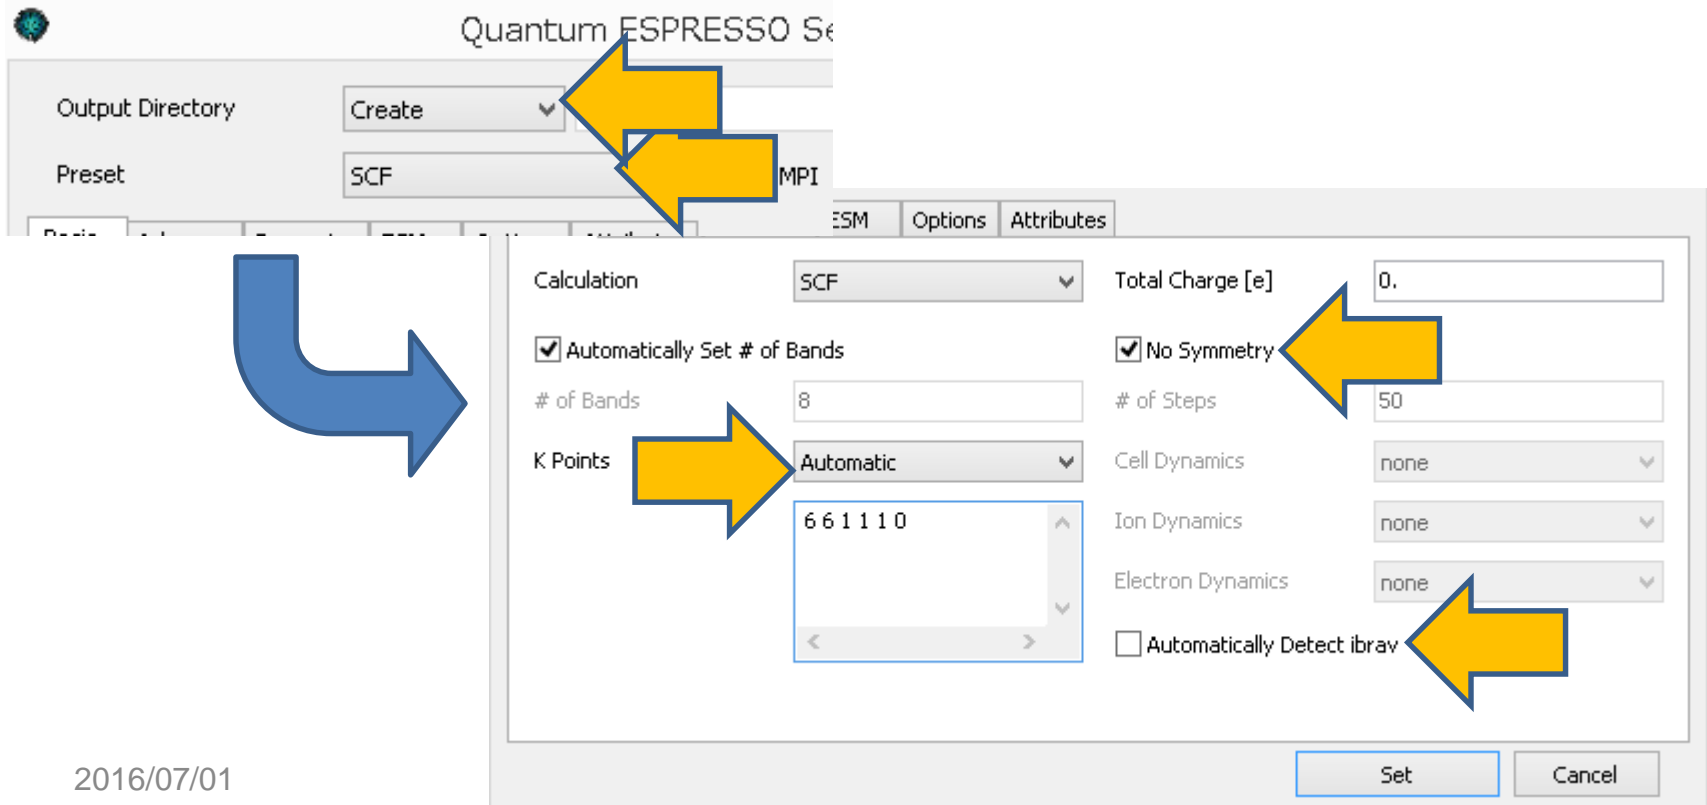 Quantum ESPRESSO Se
Output Directory
Create
Preset
SCF
MPI
ESM Options Attributes
Calculation
SCF
Total Charge [e]
0.
Automatically Set # of Bands
No Symmetry
# of Bands
8
# of Steps
50
K Points
Automatic
Cell Dynamics
none
6 6 1 1 1 0
Ion Dynamics
none
Electron Dynamics
none
Automatically Detect ibrav
2016/07/01
Set
Cancel